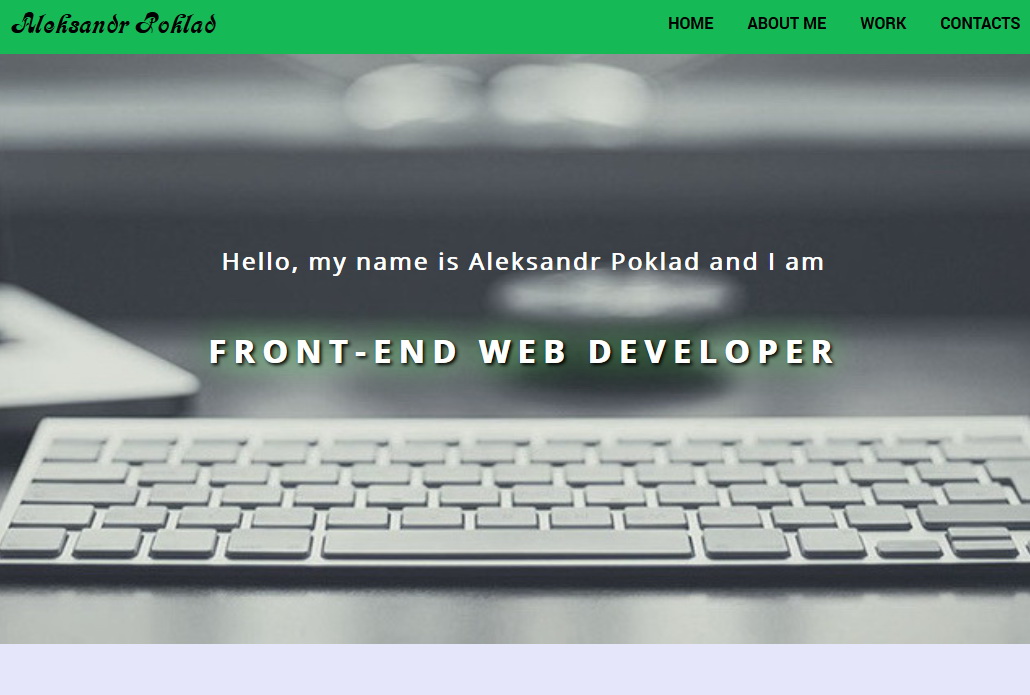 Aleksandr Poklad
HOME ABOUT ME WORK CONTACTS
Hello, my name is Aleksandr Poklad and I am
FRONT-END WEB DEVELOPER